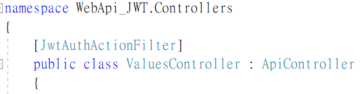 namespace WebApi_JWT.Controllers
{
[JwtAuthActionFilter]
public class ValuesController : ApiController
{